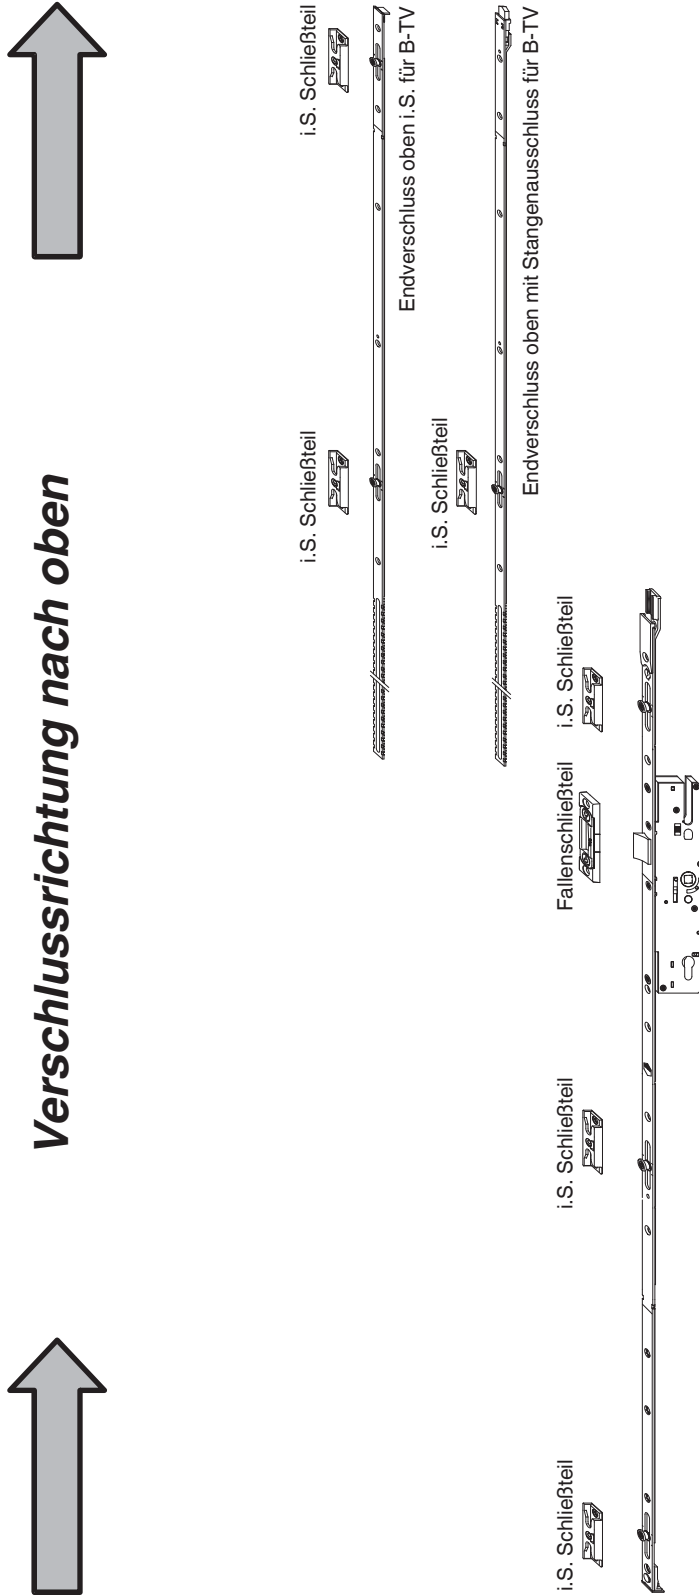 Verschlussrichtung nach oben
i.S. Schließteil
i.S. Schließteil
Endverschluss oben i.S. für B-TV
i.S. Schließteil
Endverschluss oben mit Stangenausschluss für B-TV
i.S. Schließteil
Fallenschließteil
i.S. Schließteil
i.S. Schließteil